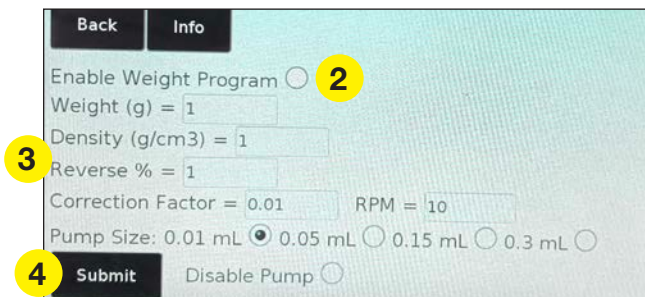 Back Info
Enable Weight Program 2
Weight (g) = 1
Density (g/cm3) = 1
3
Reverse % = 1
Correction Factor = 0.01 RPM = 10
Pump Size: 0.01 mL 0.05 mL 0.15 mL 0.3 mL
4 Submit Disable Pump